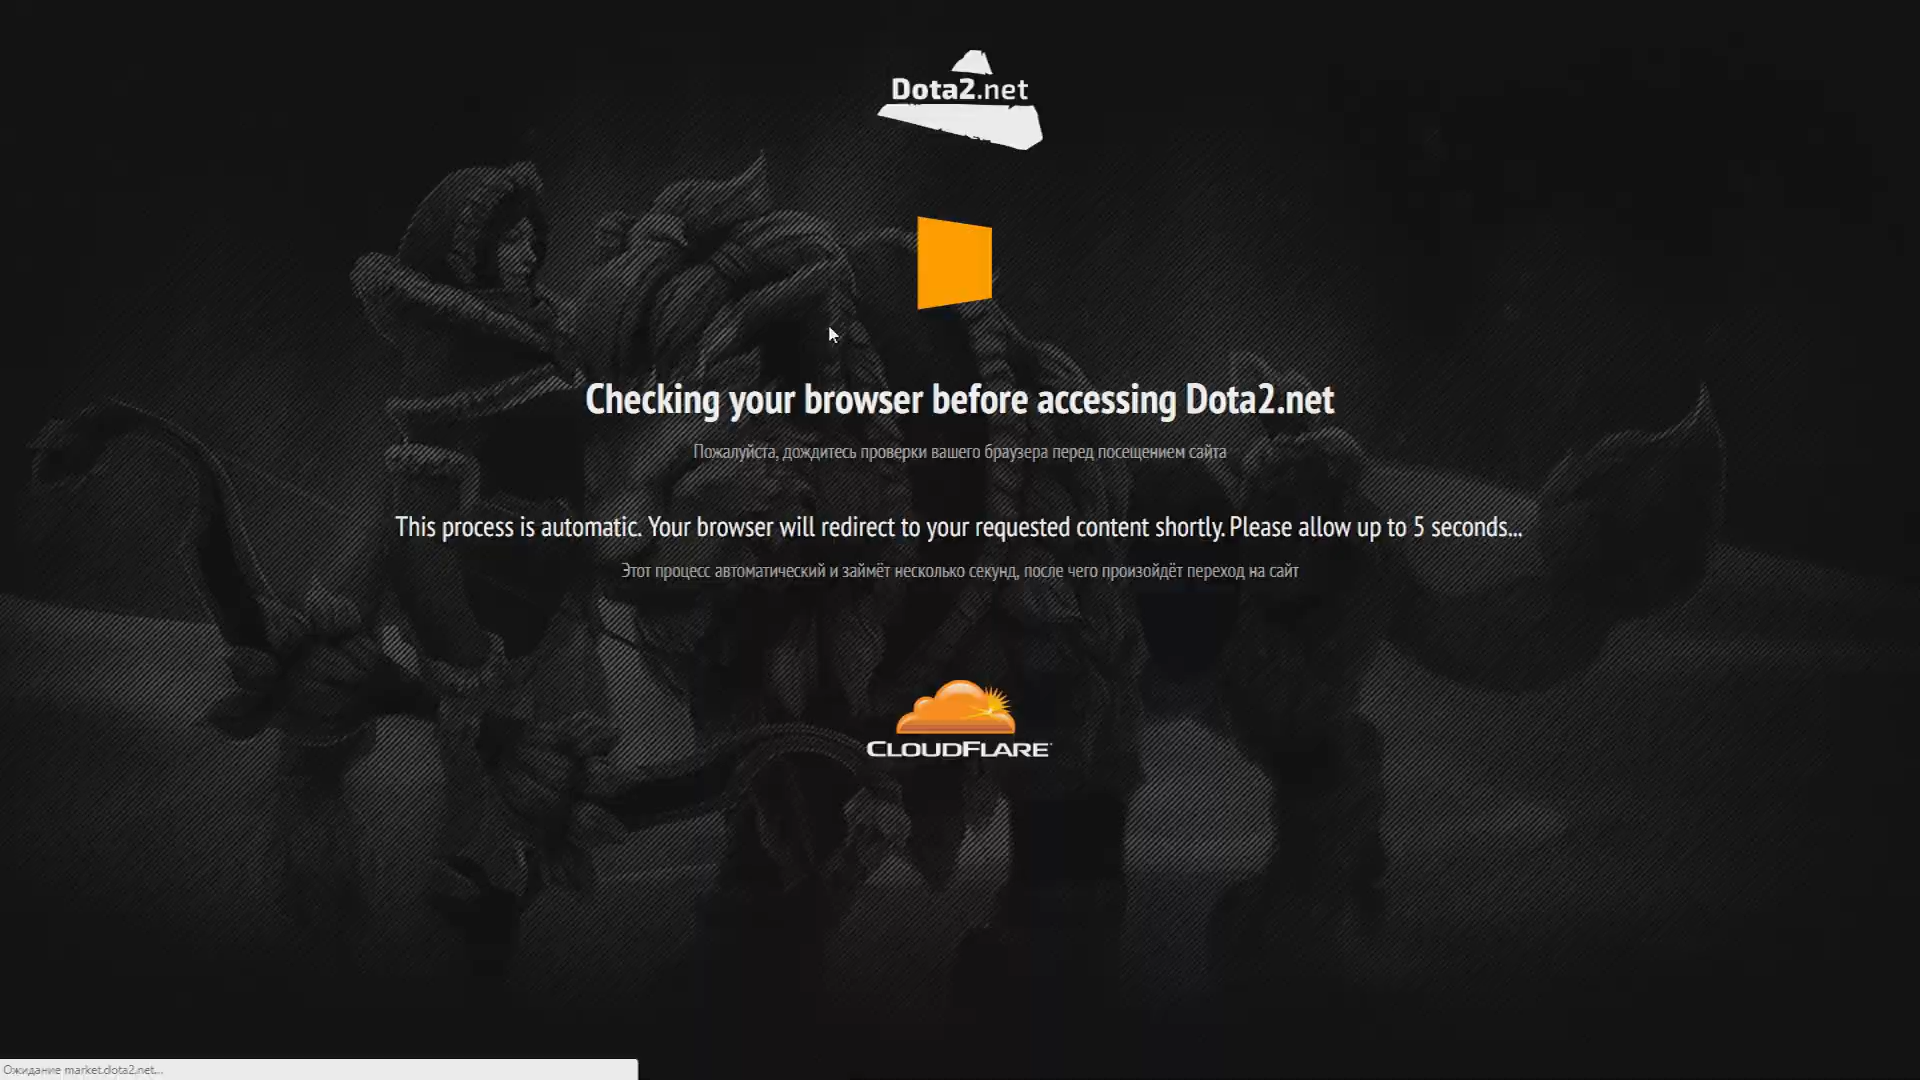 Dota2.net
Checking your browser before accessing Dota2.net
Пожалуйста, дождитесь проверки вашего браузера перед посещением сайта
This process is automatic. Your browser will redirect to your requested content shortly. Please allow up to 5 seconds...
Этот процесс автоматический и займёт несколько секунд, после чего произойдёт переход на сайт
CLOUDFLARE
Ожидание market.dota2.net...